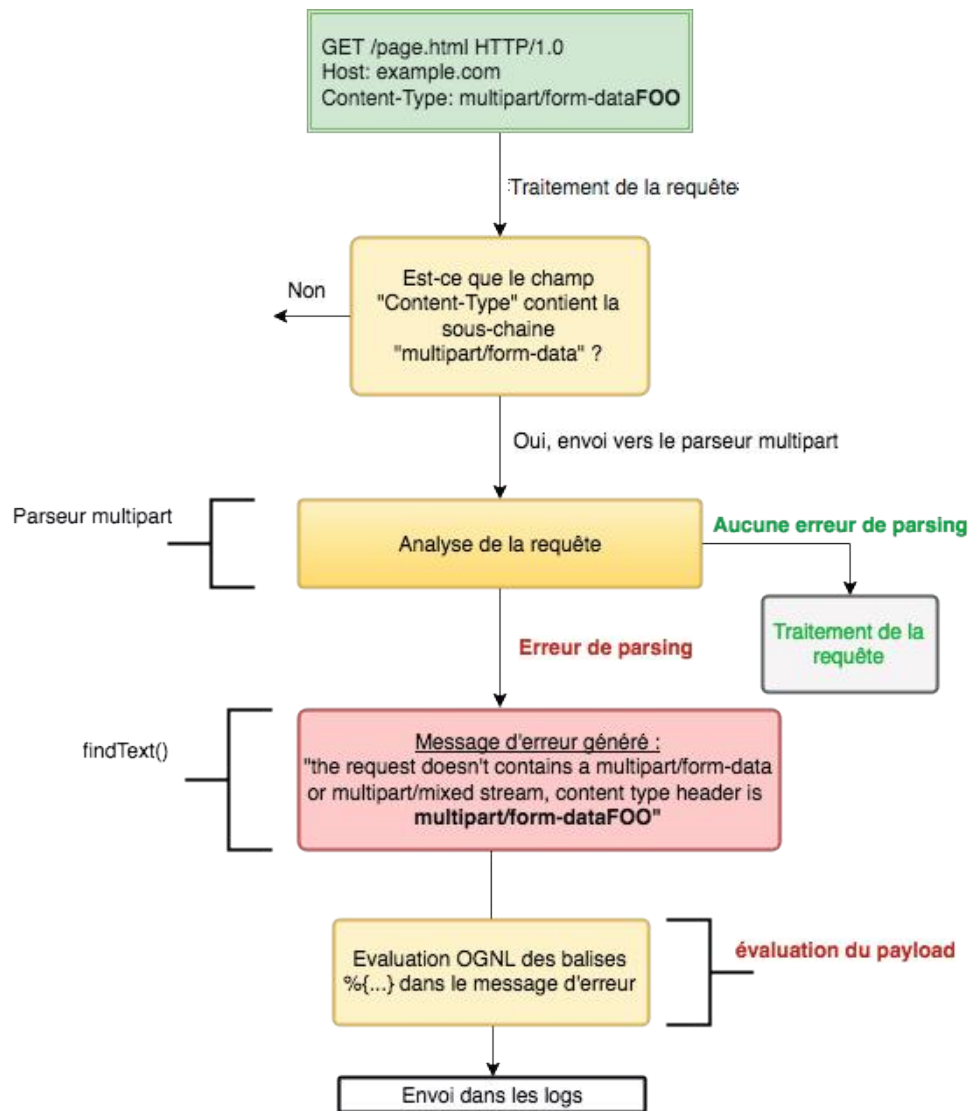 GET /page.html HTTP/1.0
Host: example.com
Content-Type: multipart/form-dataFOO
Traitement de la requête
Est-ce que le champ
"Content-Type" contient la
sous-chaine
"multipart/form-data" ?
Non
Oui, envoi vers le parseur multipart
Parseur multipart
Analyse de la requête
Aucune erreur de parsing
Traitement de la
requête
Erreur de parsing
findText()
Message d'erreur généré :
"the request doesn't contains a multipart/form-data
or multipart/mixed stream, content type header is
multipart/form-dataFOO"
Evaluation OGNL des balises
%{...} dans le message d'erreur
évaluation du payload
Envoi dans les logs